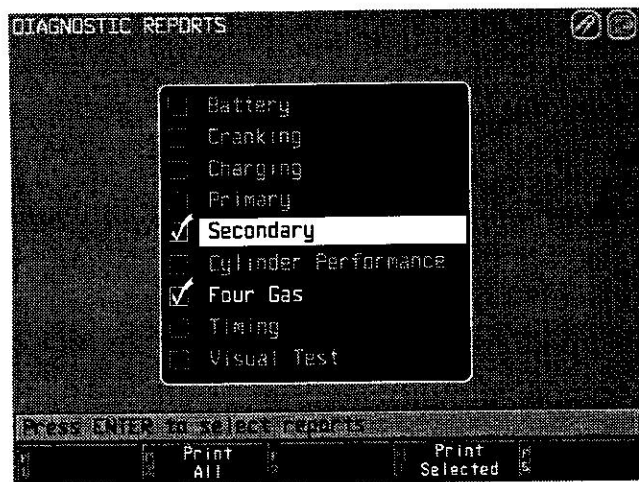 DIAGNOSTIC REPORTS
Battery
Cranking
Charging
Primary
Secondary
Cylinder Performance
Four Gas
Timing
Visual Test
Press ENTER to select reports
Print All
Print Selected